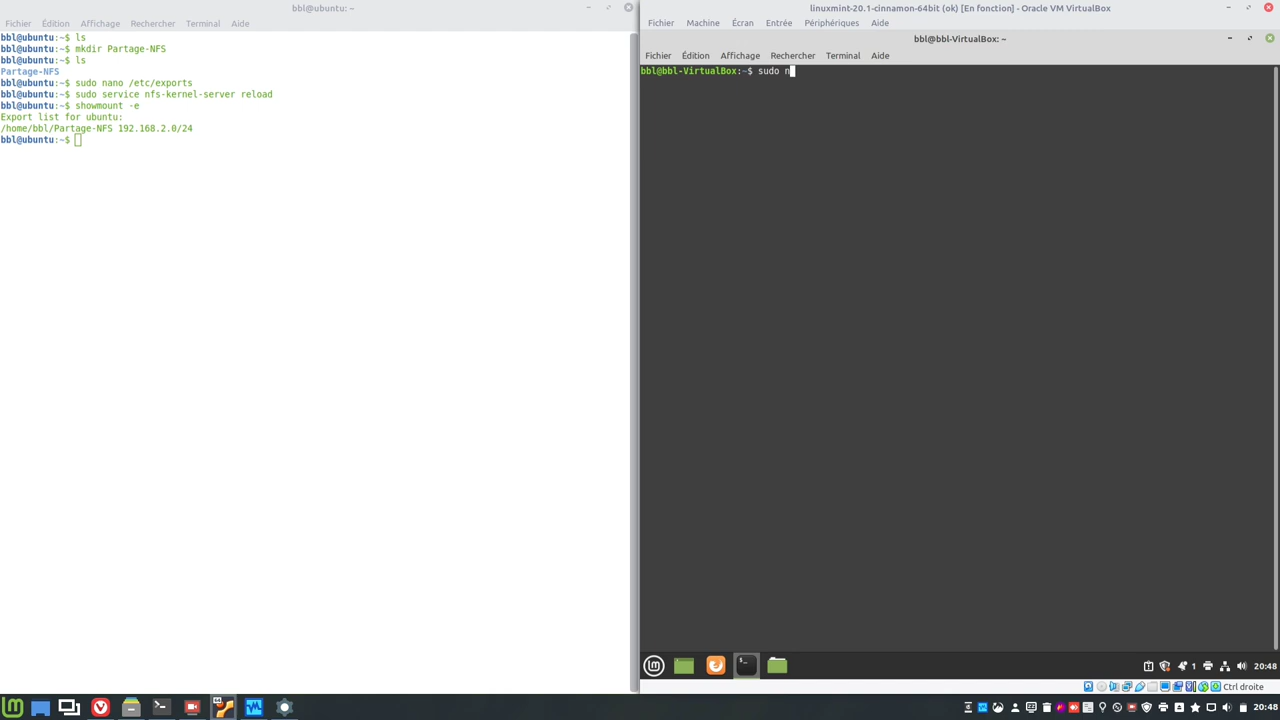 bbl@ubuntu: ~
Fichier Édition Affichage Rechercher Terminal Aide
bbl@ubuntu:~$ ls
bbl@ubuntu:~$ mkdir Partage-NFS
bbl@ubuntu:~$ ls
Partage-NFS
bbl@ubuntu:~$ sudo nano /etc/exports
bbl@ubuntu:~$ sudo service nfs-kernel-server reload
bbl@ubuntu:~$ showmount -e
Export list for ubuntu:
/home/bbl/Partage-NFS 192.168.2.0/24
bbl@ubuntu:~$
linuxmint-20.1-cinnamon-64bit (ok) [En fonction] - Oracle VM VirtualBox
Fichier Machine Écran Entrée Périphériques Aide
bbl@bbl-VirtualBox: ~
Fichier Édition Affichage Rechercher Terminal Aide
bbl@bbl-VirtualBox:~$ sudo n
1 20:48
Ctrl droite
20:48